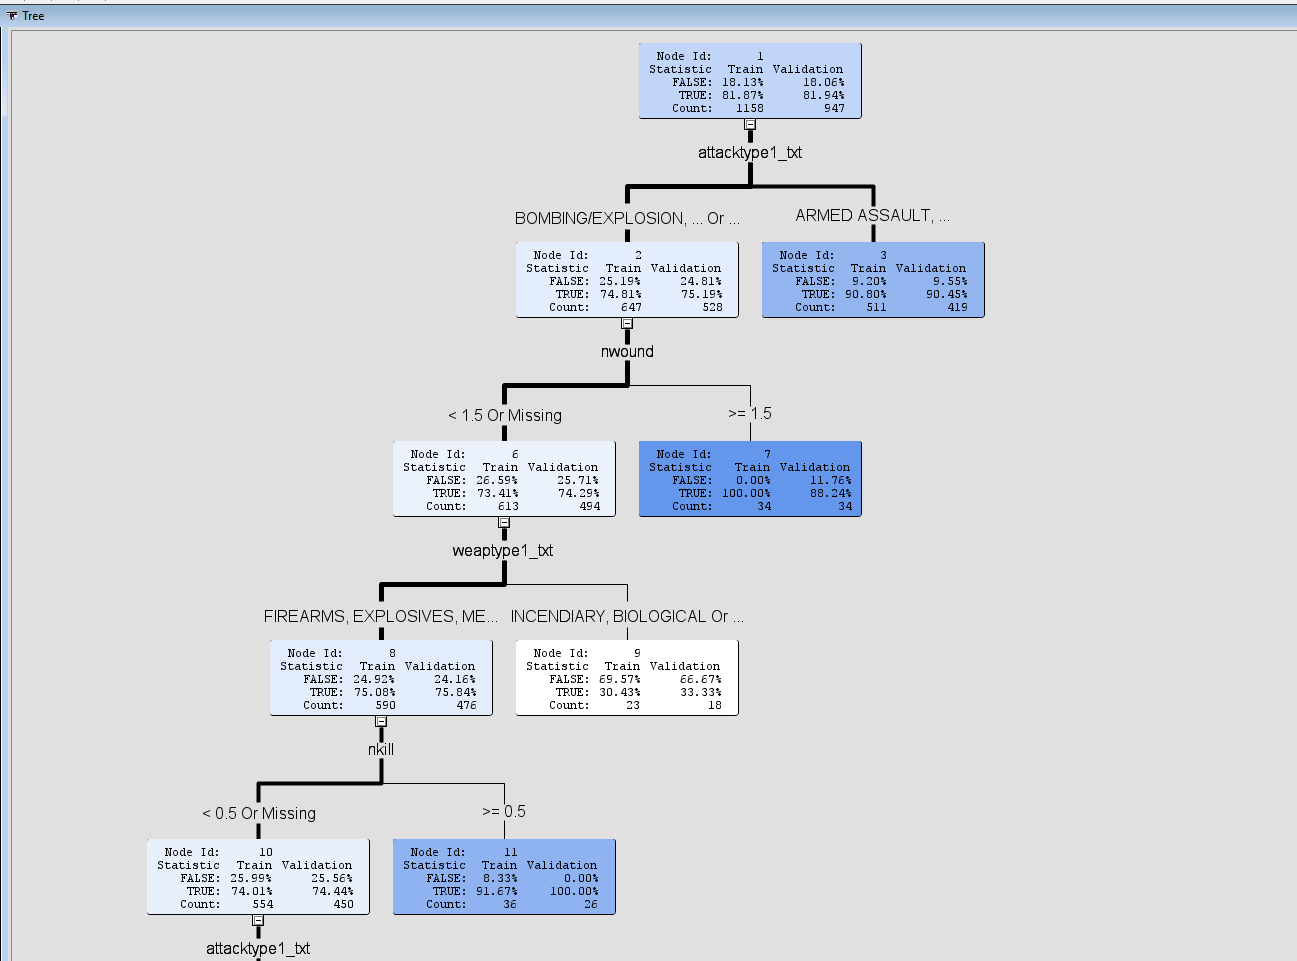 Tree
Node Id: 1
Statistic Train Validation
FALSE: 18.13% 18.06%
TRUE: 81.87% 81.94%
Count: 1158 947
attacktype1_txt
BOMBING/EXPLOSION, ... Or ...
ARMED ASSAULT, ...
Node Id: 2
Statistic Train Validation
FALSE: 25.19% 24.81%
TRUE: 74.81% 75.19%
Count: 647 528
Node Id: 3
Statistic Train Validation
FALSE: 9.20% 9.55%
TRUE: 90.80% 90.45%
Count: 511 419
nwound
< 1.5 Or Missing
>= 1.5
Node Id: 6
Statistic Train Validation
FALSE: 26.59% 25.71%
TRUE: 73.41% 74.29%
Count: 613 494
Node Id: 7
Statistic Train Validation
FALSE: 0.00% 11.76%
TRUE: 100.00% 88.24%
Count: 34 34
weaptype1_txt
FIREARMS, EXPLOSIVES, ME...
INCENDIARY, BIOLOGICAL Or ...
Node Id: 8
Statistic Train Validation
FALSE: 24.92% 24.16%
TRUE: 75.08% 75.84%
Count: 590 476
Node Id: 9
Statistic Train Validation
FALSE: 69.57% 66.67%
TRUE: 30.43% 33.33%
Count: 23 18
nkill
< 0.5 Or Missing
>= 0.5
Node Id: 10
Statistic Train Validation
FALSE: 25.99% 25.56%
TRUE: 74.01% 74.44%
Count: 554 450
Node Id: 11
Statistic Train Validation
FALSE: 8.33% 0.00%
TRUE: 91.67% 100.00%
Count: 36 26
attacktype1_txt